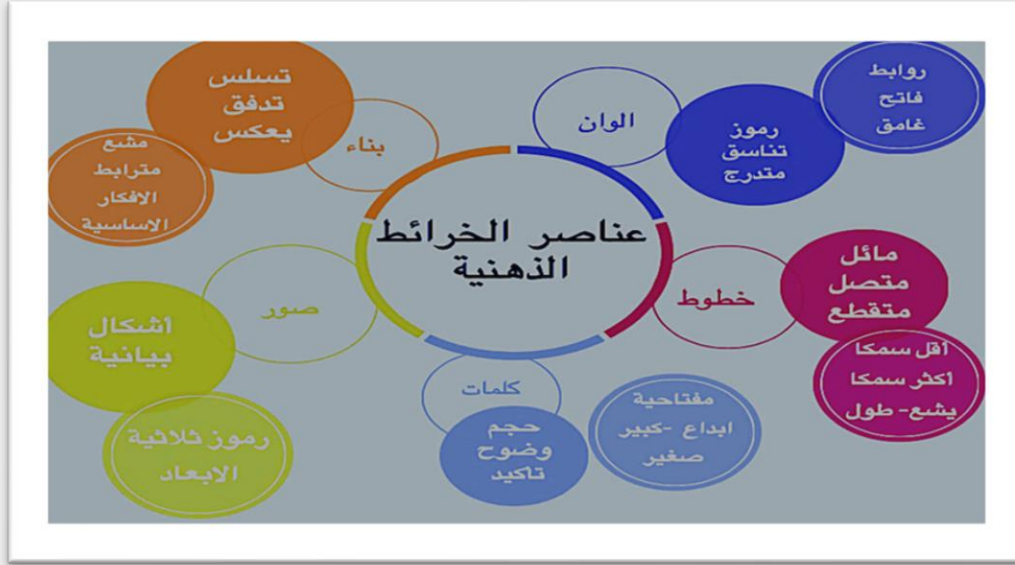 عناصر الخرائط
الذهنية
الوان
رموز
تناسق
متدرج
روابط
فاتح
غامق
خطوط
مائل
متصل
متقطع
أقل سمكا
أكثر سمكا
يشع- طول
كلمات
حجم
وضوح
تاكيد
مفتاحية
ابداع -كبير
صغير
صور
أشكال
بيانية
رموز ثلاثية
الابعاد
بناء
تسلس
تدفق
يعكس
مشع
مترابط
الافكار
الاساسية